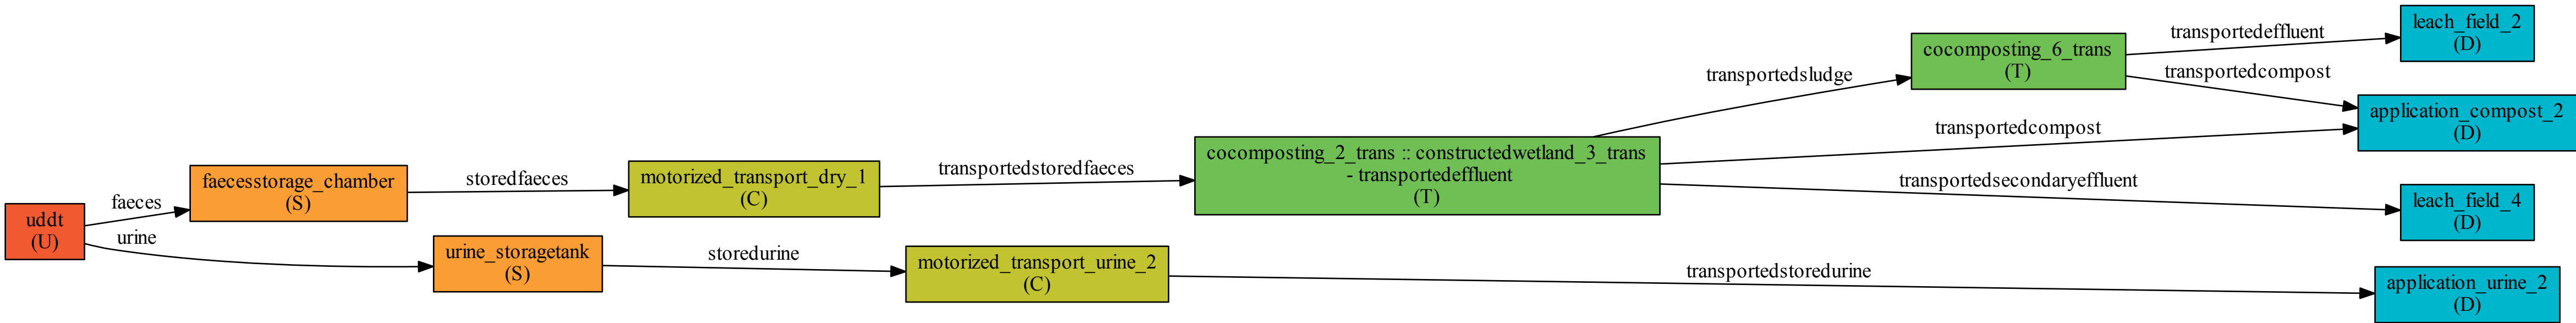 uddt
(U)
faeces
urine
faecesstorage_chamber
(S)
storedfaeces
urine_storagetank
(S)
storedurine
motorized_transport_dry_1
(C)
transportedstoredfaeces
motorized_transport_urine_2
(C)
transportedstoredurine
cocomposting_2_trans :: constructedwetland_3_trans
- transportedeffluent
(T)
transportedsludge
transportedcompost
transportedsecondaryeffluent
cocomposting_6_trans
(T)
transportedeffluent
transportedcompost
leach_field_2
(D)
application_compost_2
(D)
leach_field_4
(D)
application_urine_2
(D)